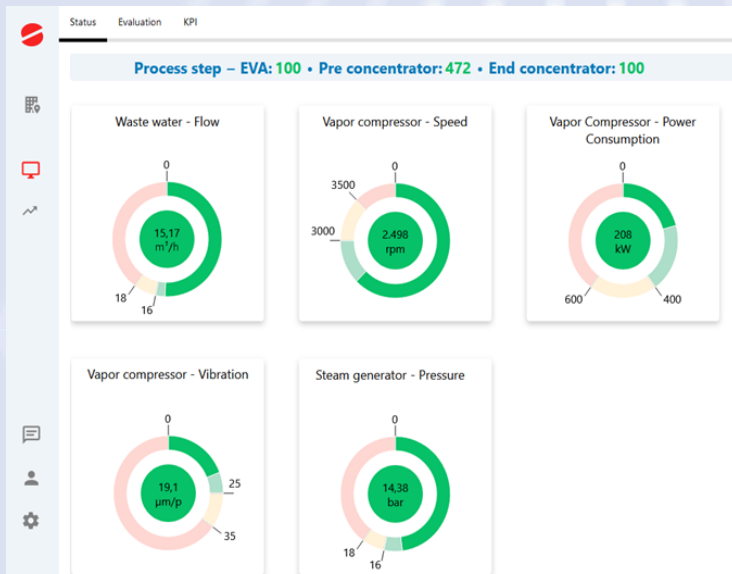 Status Evaluation KPI
Process step – EVA: 100 • Pre concentrator: 472 • End concentrator: 100
Waste water - Flow
0
15,17
m³/h
18
16
Vapor compressor - Speed
0
3500
3000
2.498
rpm
Vapor Compressor - Power
Consumption
0
208
kW
600
400
Vapor compressor - Vibration
0
19,1
µm/p
25
35
Steam generator - Pressure
0
14,38
bar
18
16